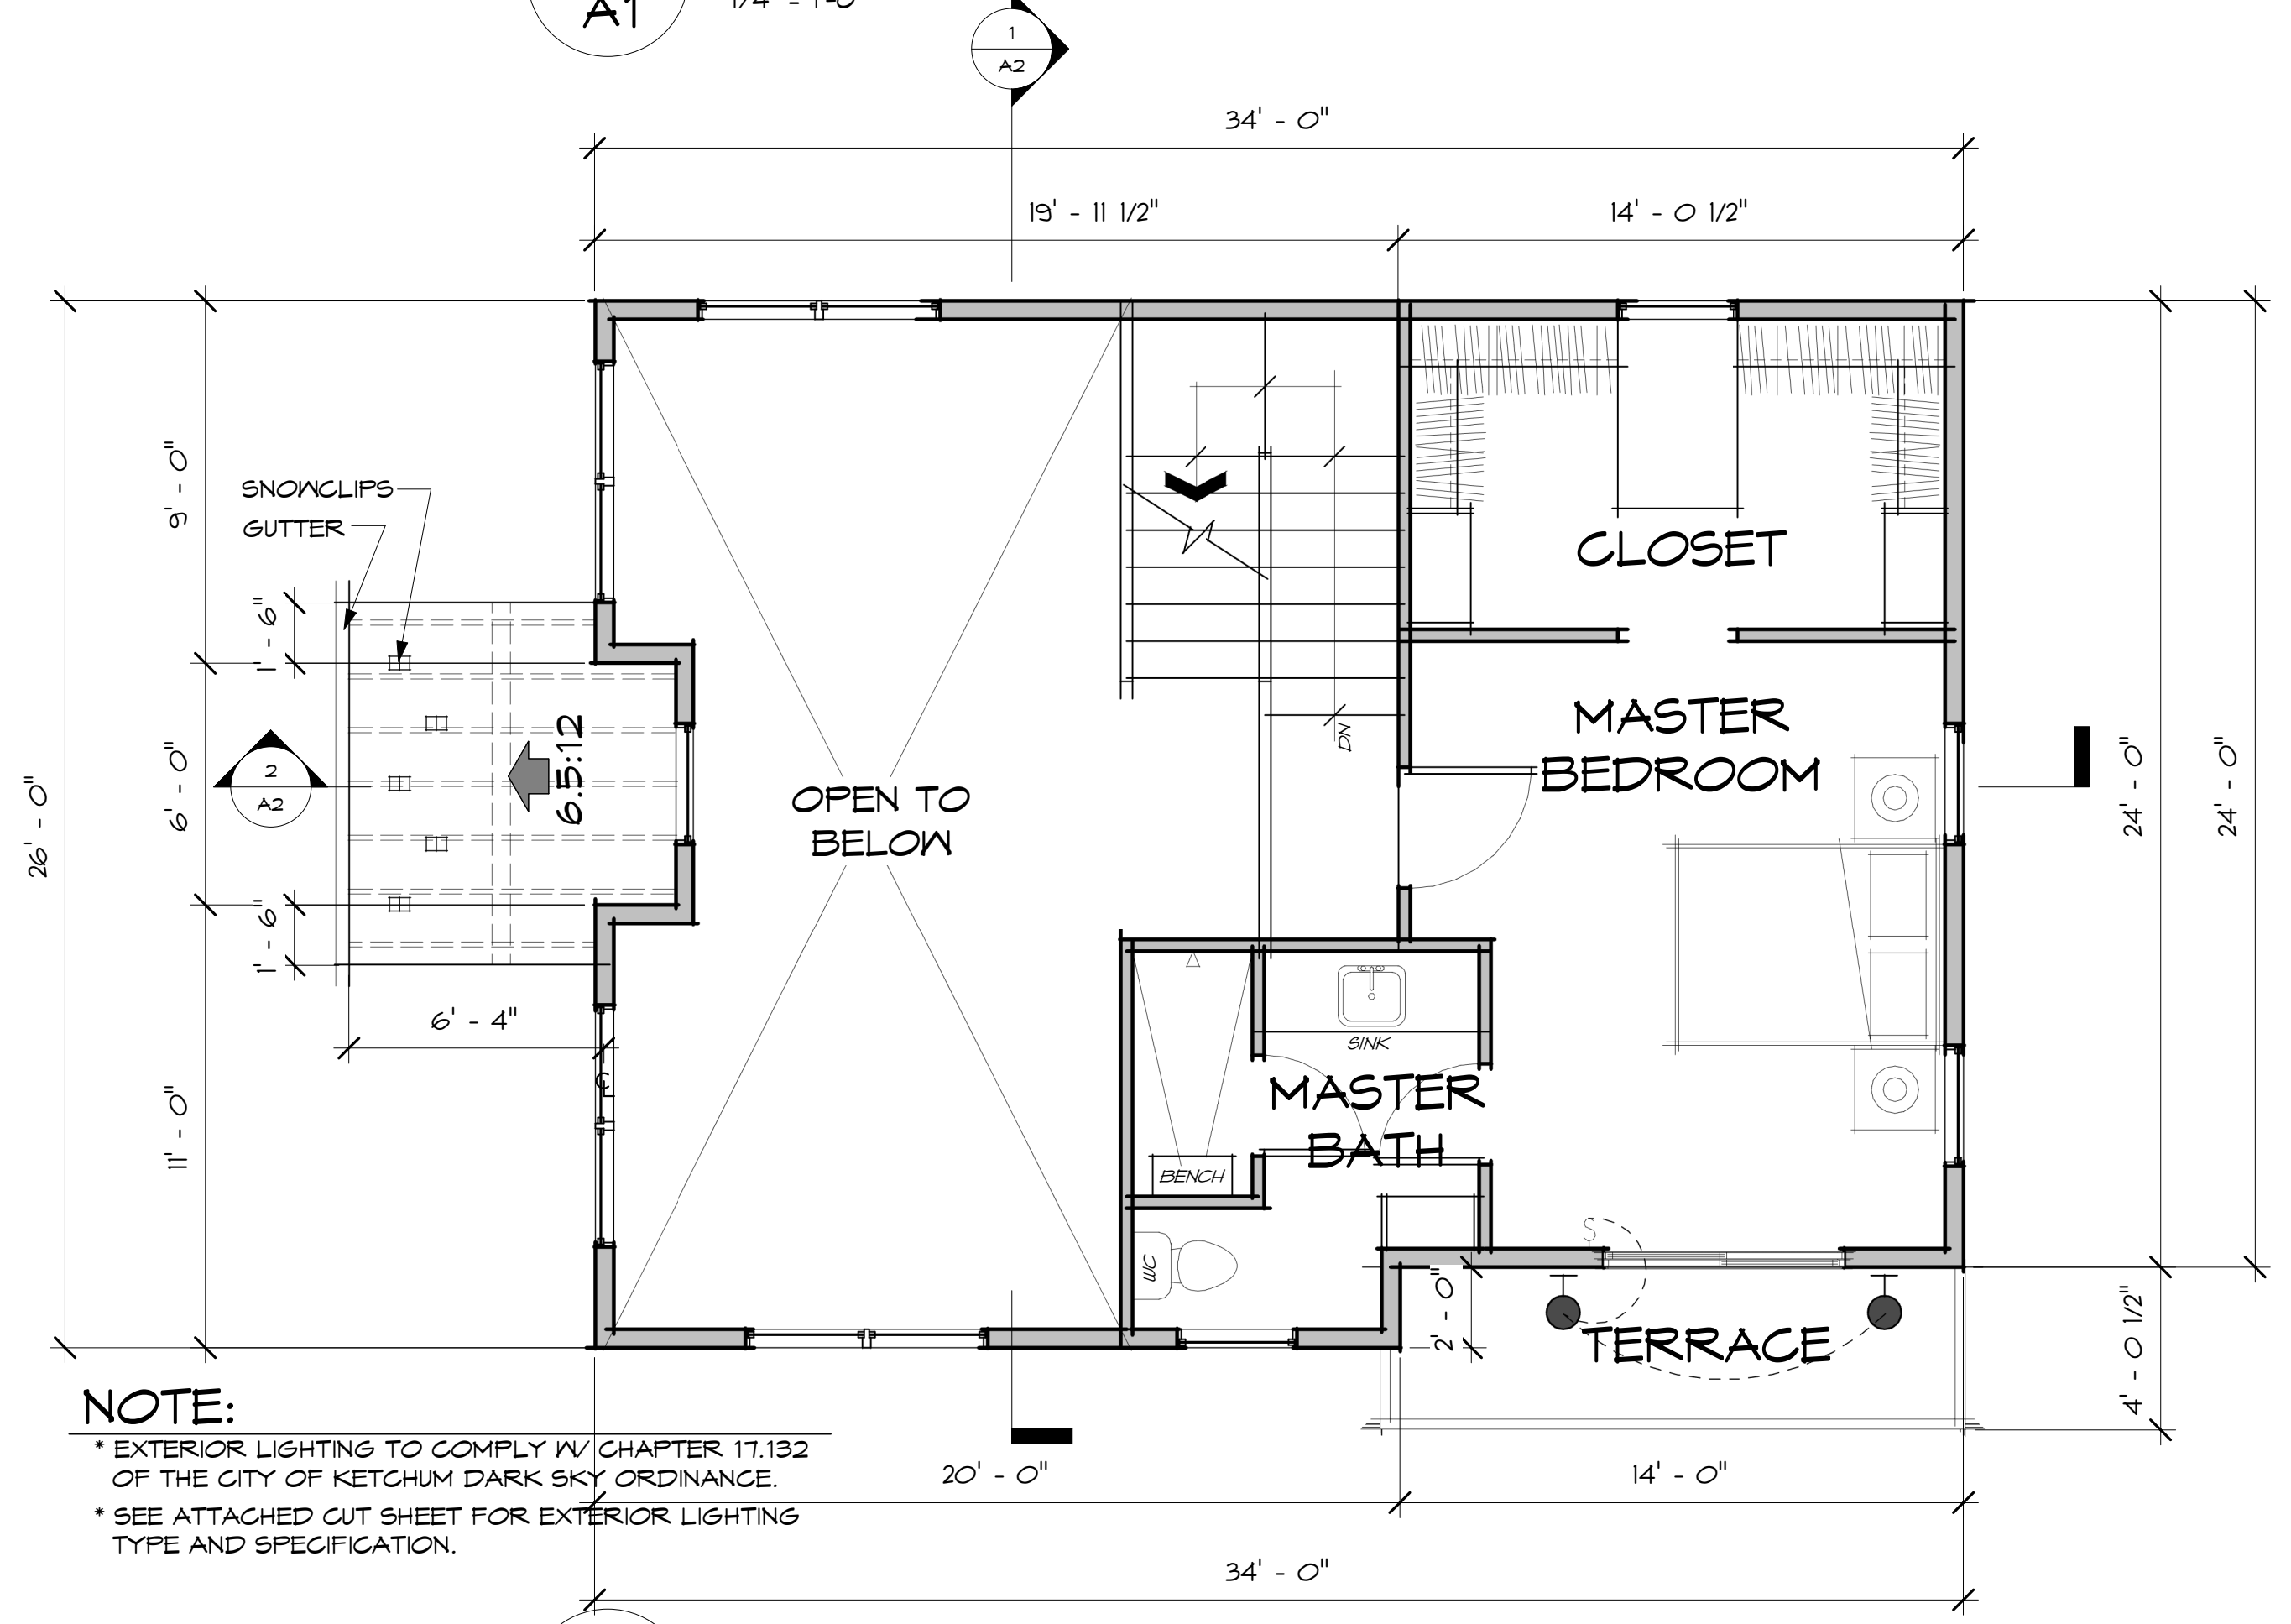 A1
1
A2
34' - 0"
19' - 11 1/2"
14' - 0 1/2"
9' - 0"
SNOWCLIPS
GUTTER
CLOSET
1' - 6"
MASTER
BEDROOM
DN
6.5:12
2
A2
6' - 0"
26' - 0"
OPEN TO
BELOW
24' - 0"
24' - 0"
1' - 6"
6' - 4"
CL
SINK
MASTER
BATH
BENCH
11' - 0"
WC
S
2' - 0"
TERRACE
4' - 0 1/2"
NOTE:
* EXTERIOR LIGHTING TO COMPLY W/ CHAPTER 17.132
OF THE CITY OF KETCHUM DARK SKY ORDINANCE.
* SEE ATTACHED CUT SHEET FOR EXTERIOR LIGHTING
TYPE AND SPECIFICATION.
20' - 0"
14' - 0"
34' - 0"